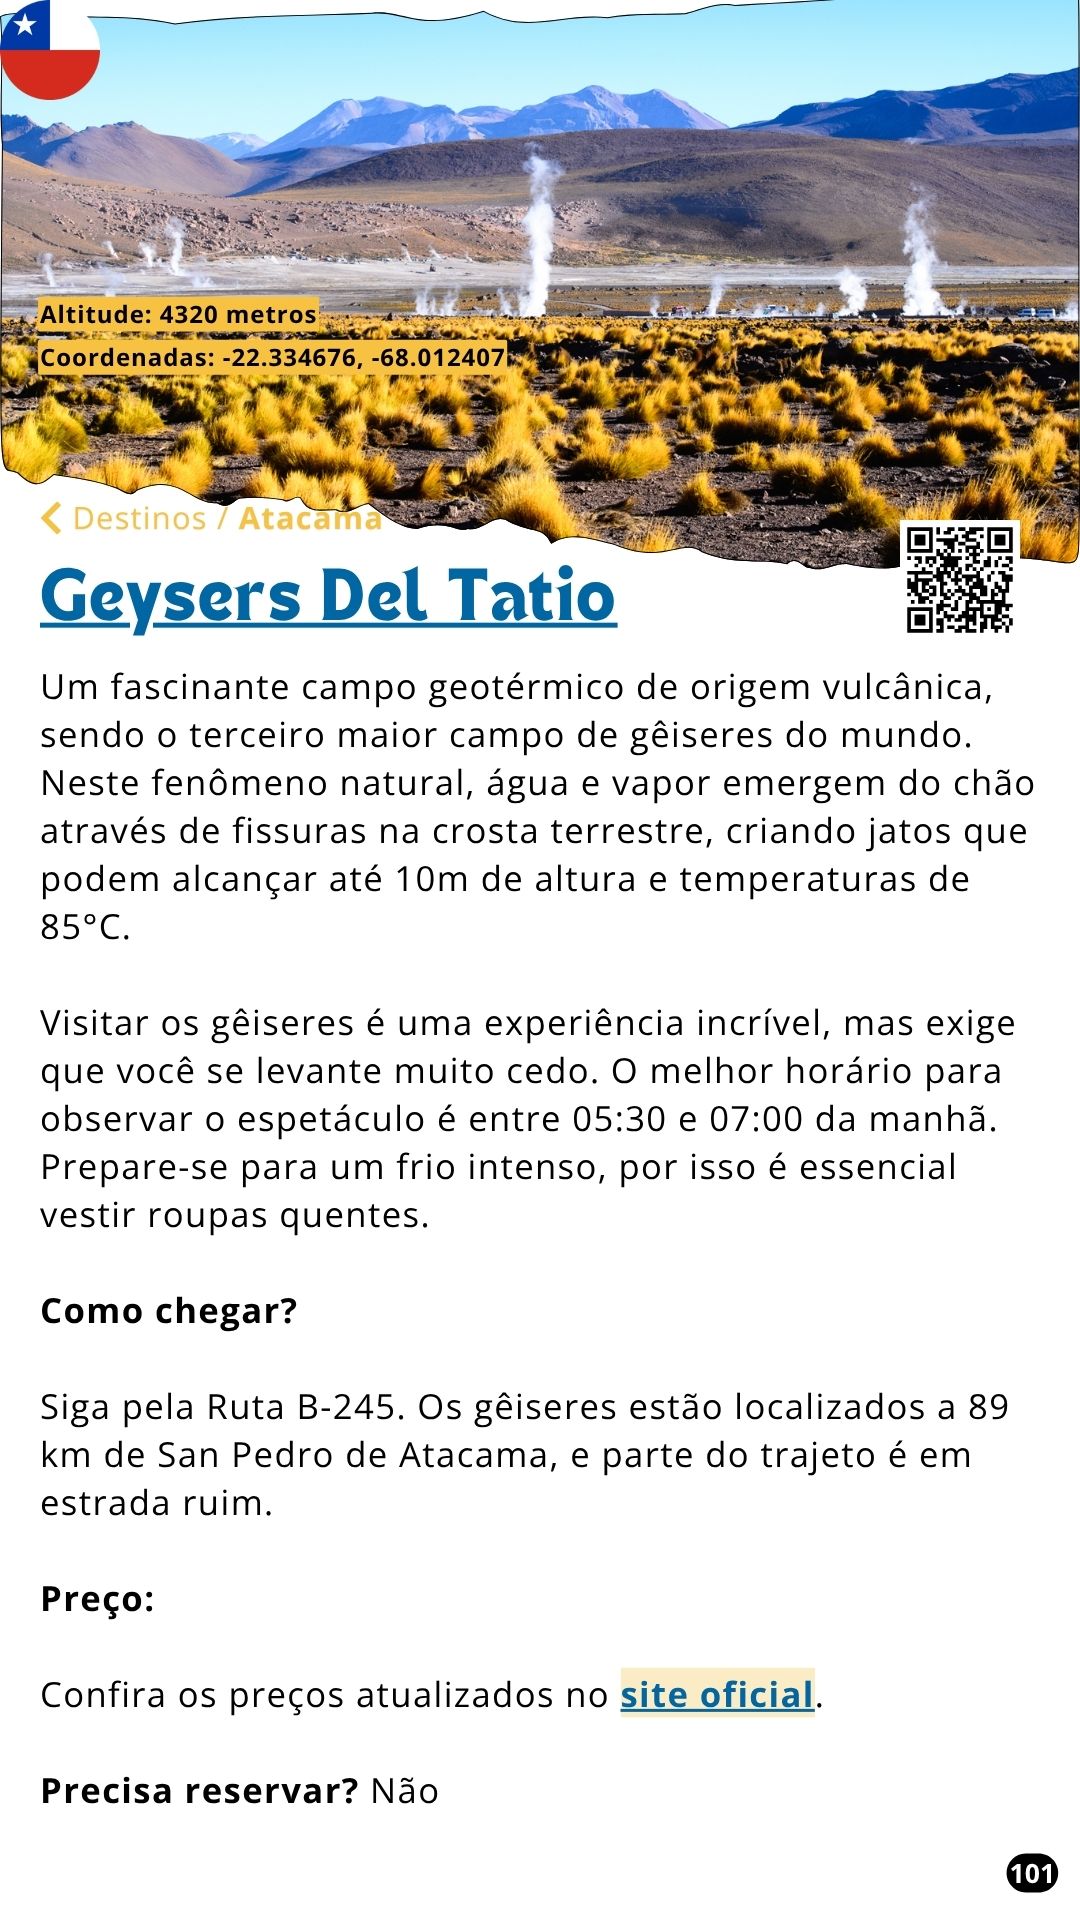 Altitude: 4320 metros
Coordenadas: -22.334676, -68.012407
Destinos / Atacama
Geysers Del Tatio
Um fascinante campo geotérmico de origem vulcânica,
sendo o terceiro maior campo de gêiseres do mundo.
Neste fenômeno natural, água e vapor emergem do chão
através de fissuras na crosta terrestre, criando jatos que
podem alcançar até 10m de altura e temperaturas de
85°C.
Visitar os gêiseres é uma experiência incrível, mas exige
que você se levante muito cedo. O melhor horário para
observar o espetáculo é entre 05:30 e 07:00 da manhã.
Prepare-se para um frio intenso, por isso é essencial
vestir roupas quentes.
Como chegar?
Siga pela Ruta B-245. Os gêiseres estão localizados a 89
km de San Pedro de Atacama, e parte do trajeto é em
estrada ruim.
Preço:
Confira os preços atualizados no site oficial.
Precisa reservar? Não
101